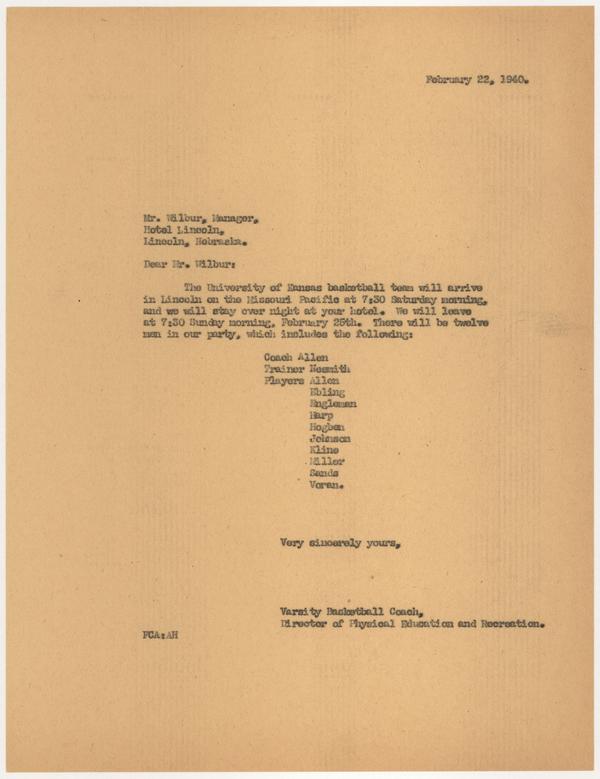 February 22, 1940.
Mr. Wilbur, Manager,
Hotel Lincoln,
Lincoln, Nebraska.
Dear Mr. Wilbur:
The University of Kansas basketball team will arrive
in Lincoln on the Missouri Pacific at 7:30 Saturday morning,
and we will stay over night at your hotel. We will leave
at 7:30 Sunday morning, February 25th. There will be twelve
men in our party, which includes the following:
Coach Allen
Trainer Nesmith
Players Allen
Ebling
Engleman
Harp
Hogben
Johnson
Kline
Miller
Sands
Voran.
Very sincerely yours,
Varsity Basketball Coach,
Director of Physical Education and Recreation.
FCA:AH